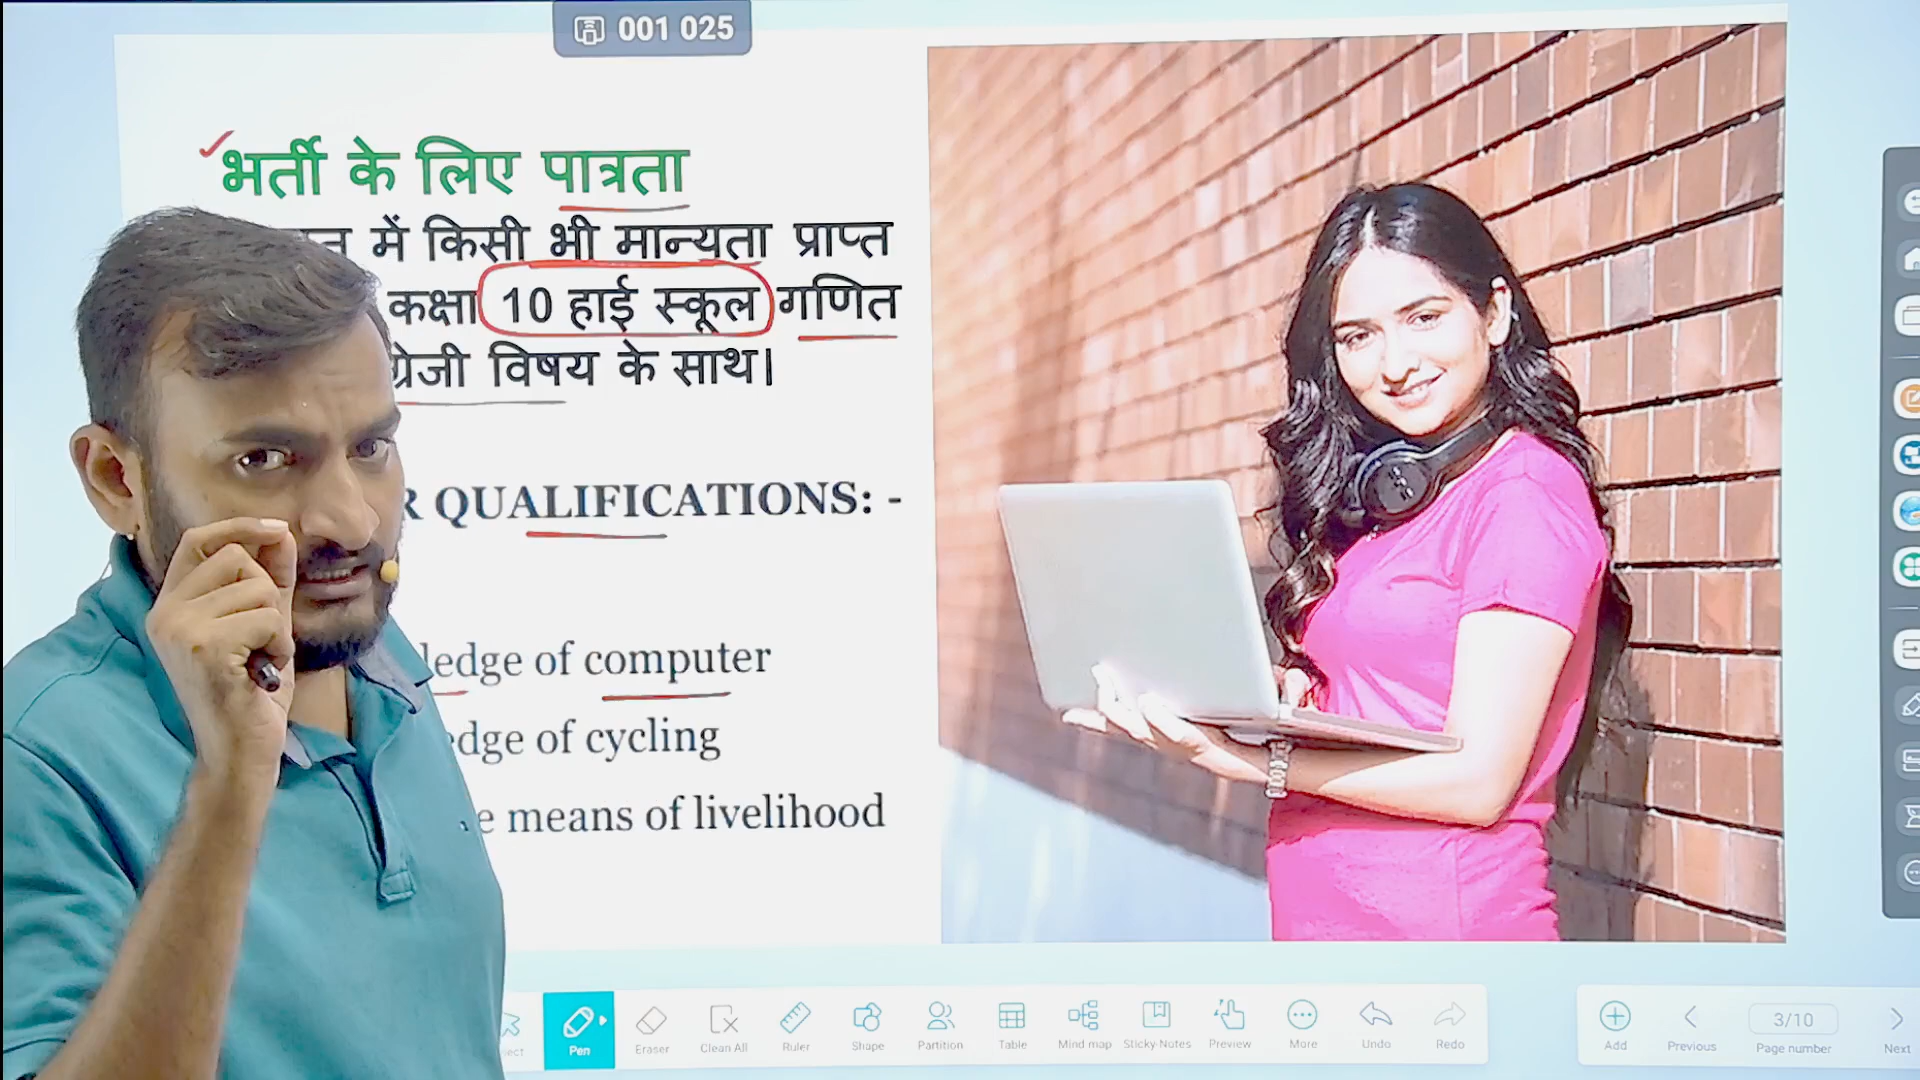 001 025
भर्ती के लिए पात्रता
में किसी भी मान्यता प्राप्त
कक्षा 10 हाई स्कूल गणित
विषय के साथ।
QUALIFICATIONS: -
of computer
of cycling
means of livelihood
Pen
Eraser
Clean All
Ruler
Shape
Partition
Table
Mind map
Sticky Notes
Preview
More
Undo
Redo
Add
Previous
3/10
Page number
Next